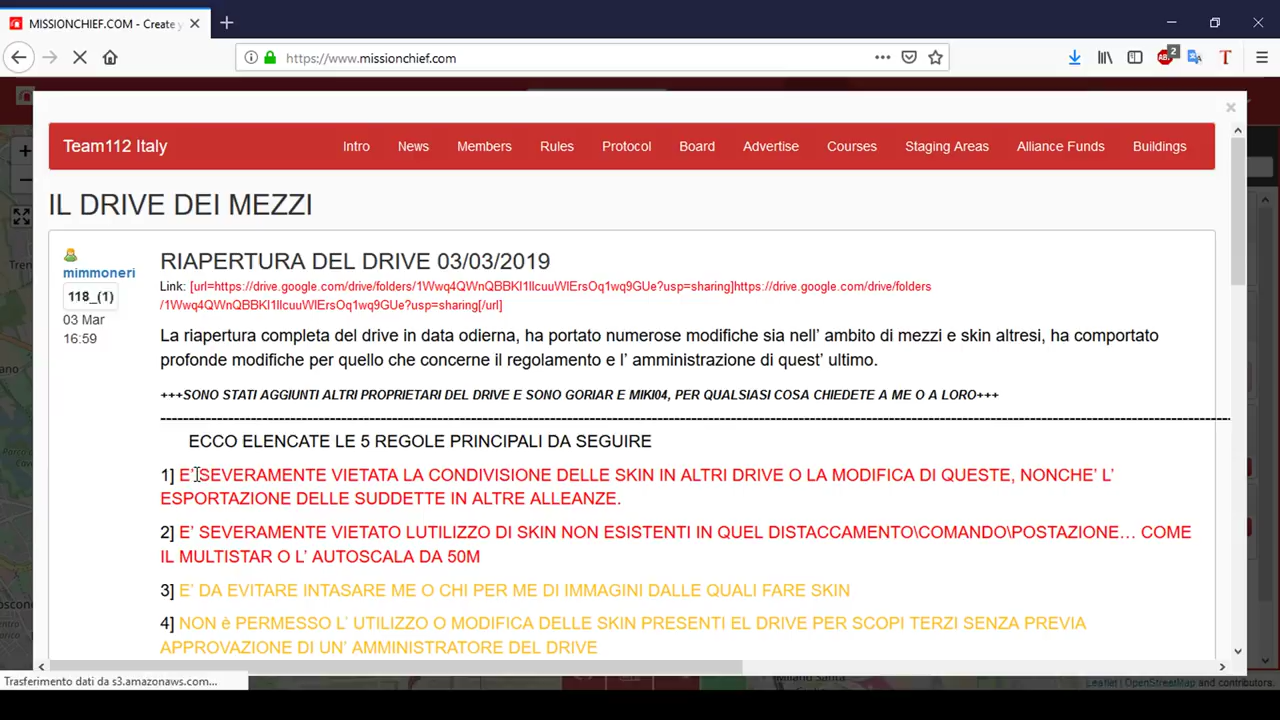 MISSIONCHIEF.COM - Create y
2
https://www.missionchief.com
Team112 Italy Intro News Members Rules Protocol Board Advertise Courses Staging Areas Alliance Funds Buildings
IL DRIVE DEI MEZZI
mimmoneri
118_(1)
03 Mar
16:59
RIAPERTURA DEL DRIVE 03/03/2019
Link: [url=https://drive.google.com/drive/folders/1Wwq4QWnQBBKI1IlcuuWlErsOq1wq9GUe?usp=sharing]https://drive.google.com/drive/folders
/1Wwq4QWnQBBKI1IlcuuWlErsOq1wq9GUe?usp=sharing[/url]
La riapertura completa del drive in data odierna, ha portato numerose modifiche sia nell’ ambito di mezzi e skin altresi, ha comportato
profonde modifiche per quello che concerne il regolamento e l’ amministrazione di quest’ ultimo.
+++SONO STATI AGGIUNTI ALTRI PROPRIETARI DEL DRIVE E SONO GORIAR E MIKI04, PER QUALSIASI COSA CHIEDETE A ME O A LORO+++
ECCO ELENCATE LE 5 REGOLE PRINCIPALI DA SEGUIRE
1] E’ SEVERAMENTE VIETATA LA CONDIVISIONE DELLE SKIN IN ALTRI DRIVE O LA MODIFICA DI QUESTE, NONCHE’ L’
ESPORTAZIONE DELLE SUDDETTE IN ALTRE ALLEANZE.
2] E’ SEVERAMENTE VIETATO LUTILIZZO DI SKIN NON ESISTENTI IN QUEL DISTACCAMENTO\COMANDO\POSTAZIONE… COME
IL MULTISTAR O L’ AUTOSCALA DA 50M
3] E’ DA EVITARE INTASARE ME O CHI PER ME DI IMMAGINI DALLE QUALI FARE SKIN
4] NON è PERMESSO L’ UTILIZZO O MODIFICA DELLE SKIN PRESENTI EL DRIVE PER SCOPI TERZI SENZA PREVIA
APPROVAZIONE DI UN’ AMMINISTRATORE DEL DRIVE
Trasferimento dati da s3.amazonaws.com...
Leaflet | OpenStreetMap and contributors